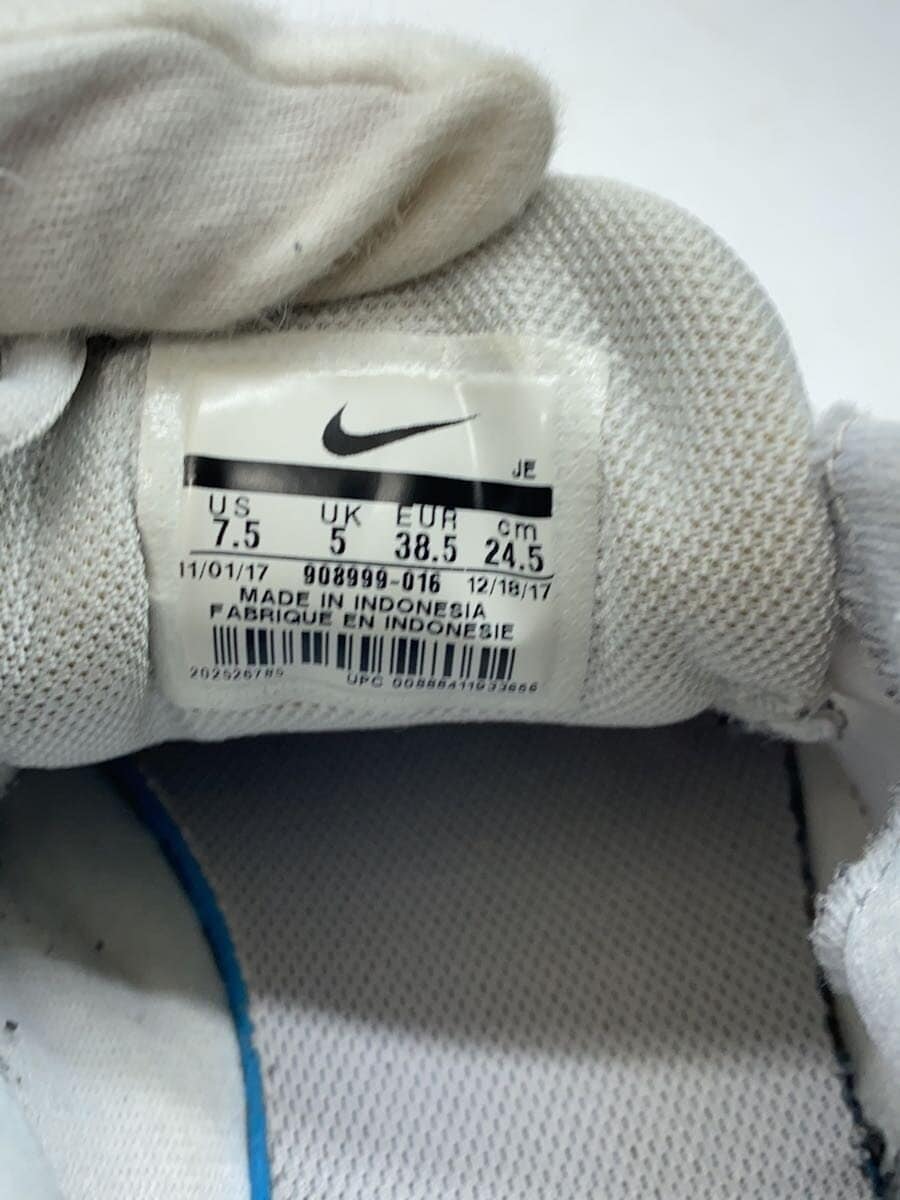 JE
US UK EUR cm
7.5 5 38.5 24.5
11/01/17 908999-016 12/18/17
MADE IN INDONESIA
FABRIQUE EN INDONESIE
UPC